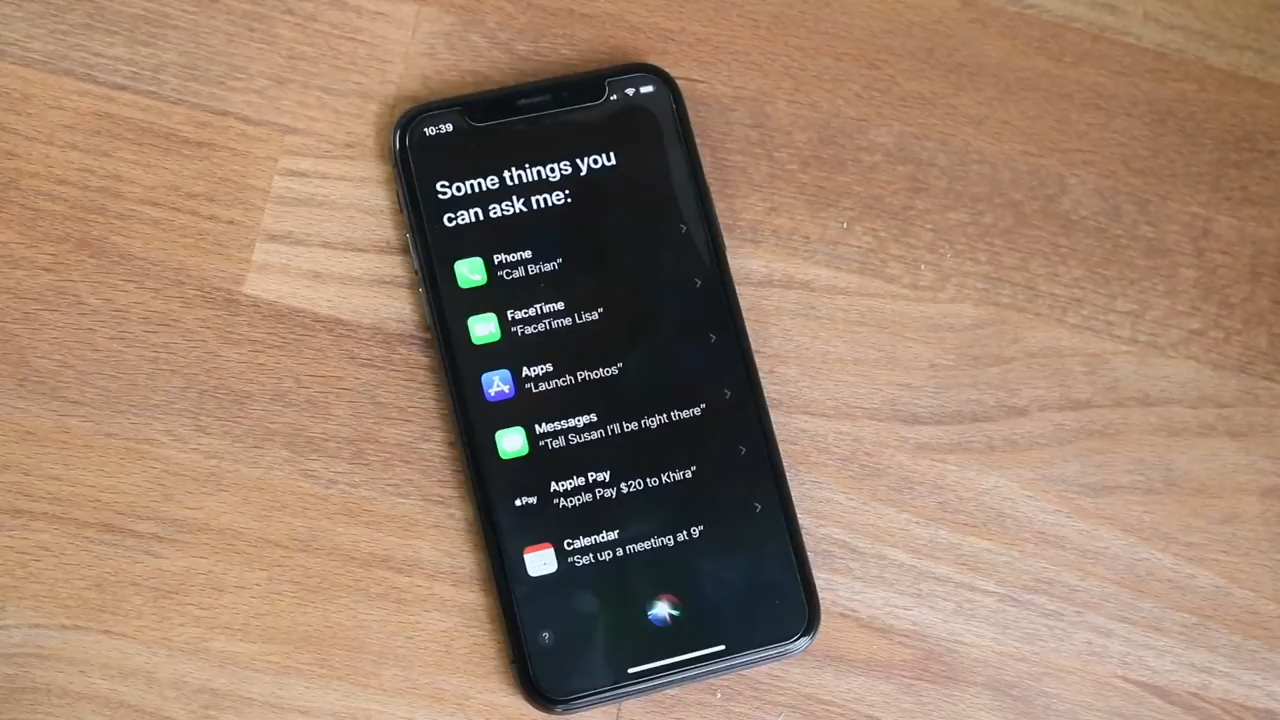 10:39
Some things you
can ask me:
Phone
“Call Brian”
FaceTime
“FaceTime Lisa”
Apps
“Launch Photos”
Messages
“Tell Susan I'll be right there”
Pay
Apple Pay
“Apple Pay $20 to Khira”
Calendar
“Set up a meeting at 9”
?